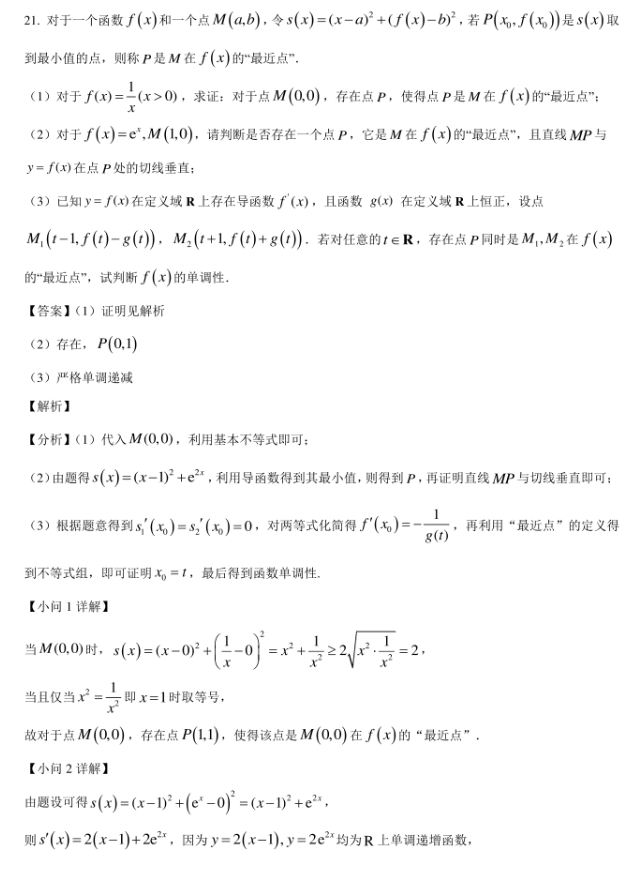 21. 对于一个函数 f(x) 和一个点 M(a,b)，令 s(x)=(x−a)²+(f(x)−b)²，若 P(x₀, f(x₀)) 是 s(x) 取
到最小值的点，则称 P 是 M 在 f(x) 的“最近点”.
（1）对于 f(x)=1/x (x>0)，求证：对于点 M(0,0)，存在点 P，使得点 P 是 M 在 f(x) 的“最近点”；
（2）对于 f(x)=eˣ, M(1,0)，请判断是否存在一个点 P，它是 M 在 f(x) 的“最近点”，且直线 MP 与
y=f(x) 在点 P 处的切线垂直；
（3）已知 y=f(x) 在定义域 R 上存在导函数 f′(x)，且函数 g(x) 在定义域 R 上恒正，设点
M₁(t−1, f(t)−g(t))，M₂(t+1, f(t)+g(t))．若对任意的 t∈R，存在点 P 同时是 M₁, M₂ 在 f(x)
的“最近点”，试判断 f(x) 的单调性.
【答案】（1）证明见解析
（2）存在，P(0,1)
（3）严格单调递减
【解析】
【分析】（1）代入 M(0,0)，利用基本不等式即可；
（2）由题得 s(x)=(x−1)²+e²ˣ，利用导函数得到其最小值，则得到 P，再证明直线 MP 与切线垂直即可；
（3）根据题意得到 s₁′(x₀)=s₂′(x₀)=0，对两等式化简得 f′(x₀)=−1/g(t)，再利用“最近点”的定义得
到不等式组，即可证明 x₀=t，最后得到函数单调性.
【小问 1 详解】
当 M(0,0) 时，s(x)=(x−0)²+(1/x−0)²=x²+1/x²≥2√(x²·1/x²)=2，
当且仅当 x²=1/x² 即 x=1 时取等号，
故对于点 M(0,0)，存在点 P(1,1)，使得该点是 M(0,0) 在 f(x) 的“最近点”.
【小问 2 详解】
由题设可得 s(x)=(x−1)²+(eˣ−0)²=(x−1)²+e²ˣ，
则 s′(x)=2(x−1)+2e²ˣ，因为 y=2(x−1), y=2e²ˣ 均为 R 上单调递增函数，